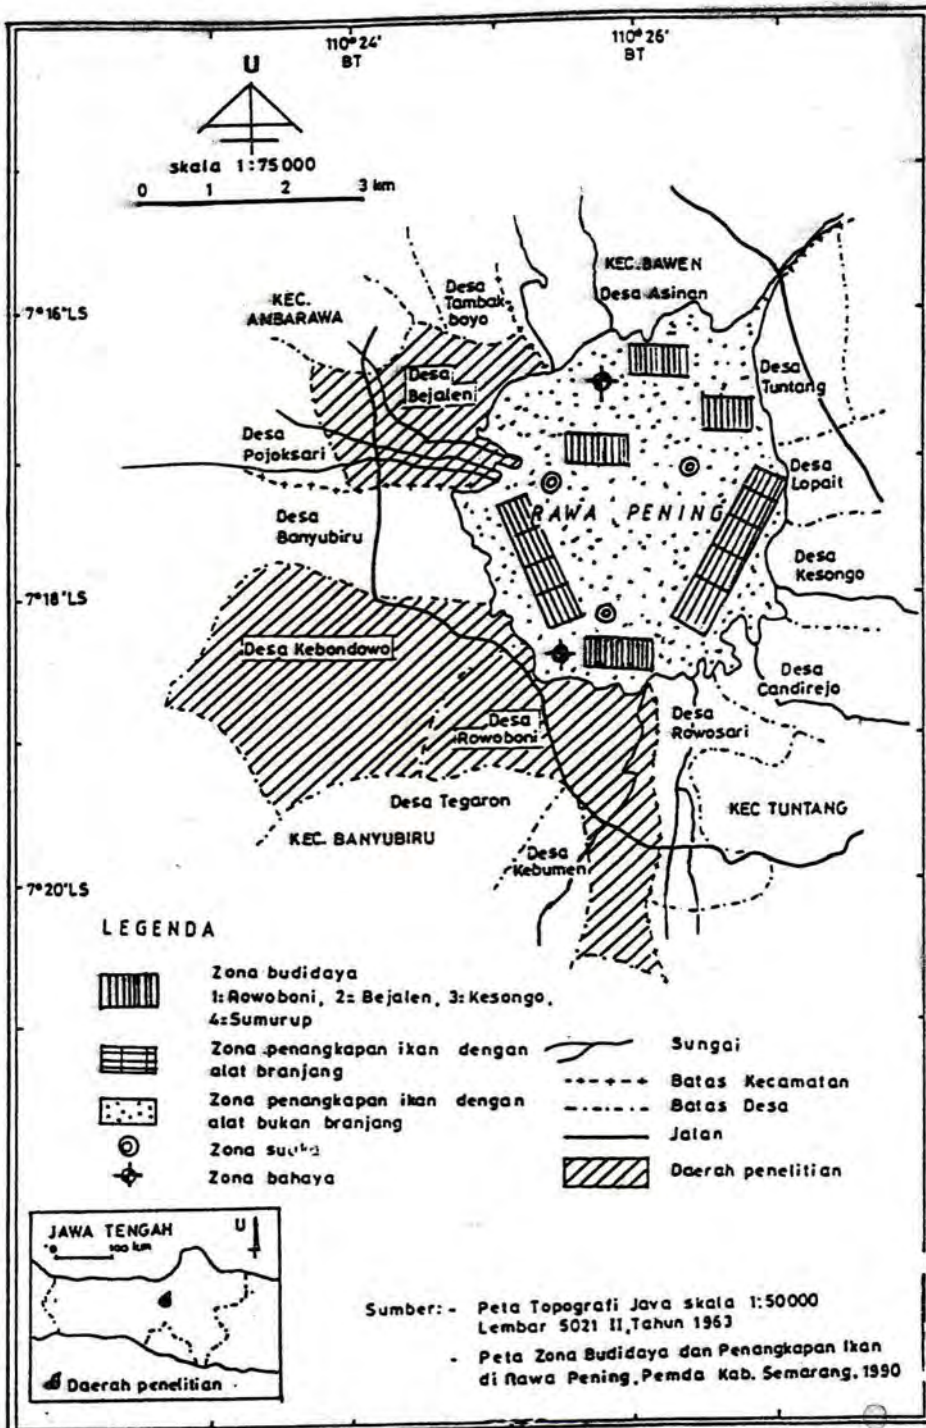 110°24'
BT
110°26'
BT
U
skala 1:75000
0 1 2 3 km
KEC. BAWEN
Desa Asinan
KEC.
AMBARAWA
Desa
Tambak
boyo
7°16'LS
Desa
Bejalen
Desa
Tuntang
Desa
Pojoksari
Desa
Lopait
RAWA PENING
Desa
Banyubiru
Desa
Kesongo
7°18'LS
Desa Kebondowo
Desa
Candirejo
Desa
Rowoboni
Desa
Rowosari
Desa Tegaron
KEC. BANYUBIRU
KEC TUNTANG
Desa
Kebumen
7°20'LS
LEGENDA
Zona budidaya
1:Rowoboni, 2= Bejalen, 3:Kesongo,
4=Sumurup
Zona penangkapan ikan dengan
alat branjang
Zona penangkapan ikan dengan
alat bukan branjang
Zona suaka
Zona bahaya
Sungai
Batas Kecamatan
Batas Desa
Jalan
Daerah penelitian
JAWA TENGAH
U
0 100 km
Daerah penelitian
Sumber: - Peta Topografi Java skala 1:50000
Lembar 5021 II, Tahun 1963
- Peta Zona Budidaya dan Penangkapan Ikan
di Rawa Pening, Pemda Kab. Semarang, 1990